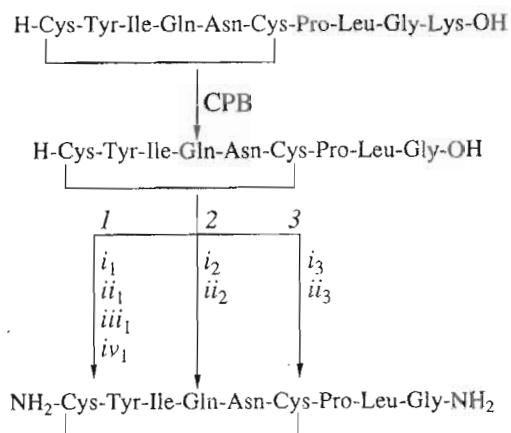 H-Cys-Tyr-Ile-Gln-Asn-Cys-Pro-Leu-Gly-Lys-OH
CPB
H-Cys-Tyr-Ile-Gln-Asn-Cys-Pro-Leu-Gly-OH
1 2 3
i₁ i₂ i₃
ii₁ ii₂ ii₃
iii₁
iv₁
NH₂-Cys-Tyr-Ile-Gln-Asn-Cys-Pro-Leu-Gly-NH₂